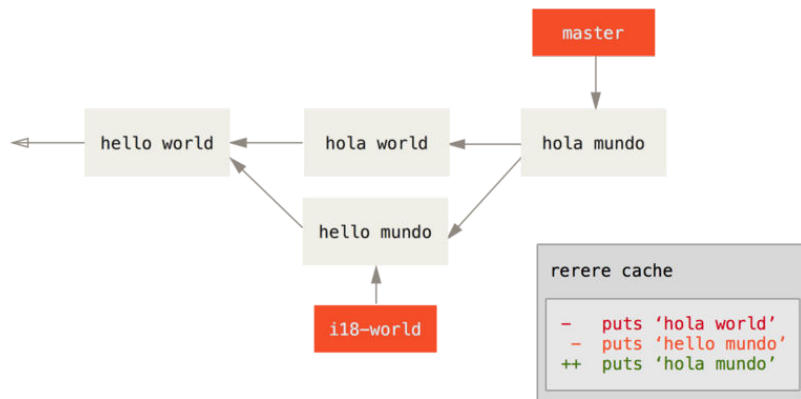 master
hello world
hola world
hola mundo
hello mundo
i18-world
rerere cache
- puts ‘hola world’
- puts ‘hello mundo’
++ puts ‘hola mundo’